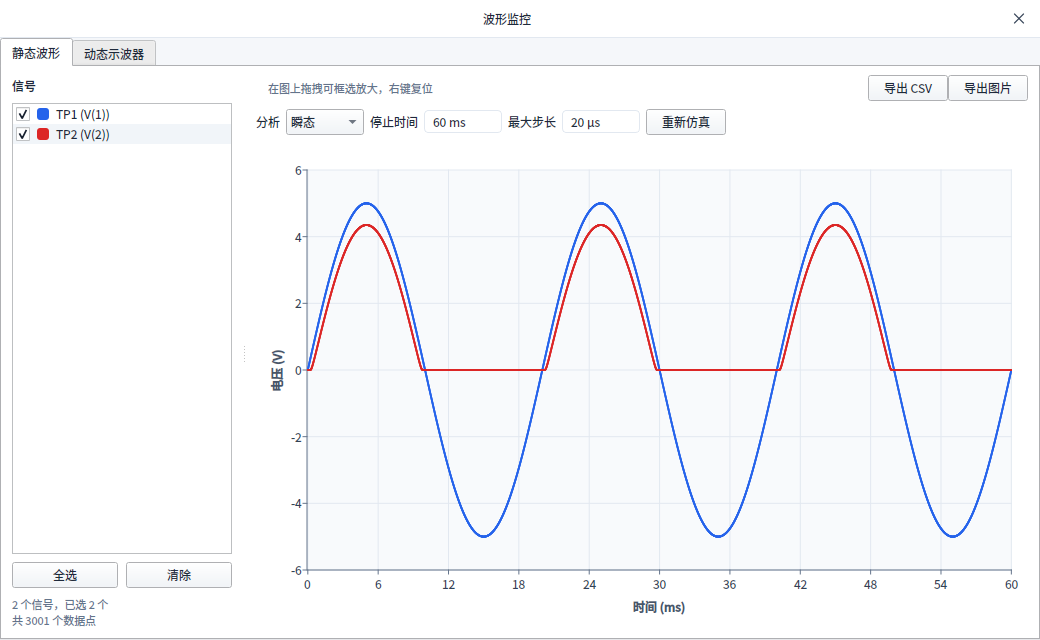 波形监控
静态波形
动态示波器
信号
在图上拖拽可框选放大，右键复位
导出 CSV
导出图片
TP1 (V(1))
TP2 (V(2))
分析
瞬态
停止时间
60 ms
最大步长
20 µs
重新仿真
6
4
2
0
-2
-4
-6
电压 (V)
0
6
12
18
24
30
36
42
48
54
60
时间 (ms)
全选
清除
2 个信号，已选 2 个
共 3001 个数据点